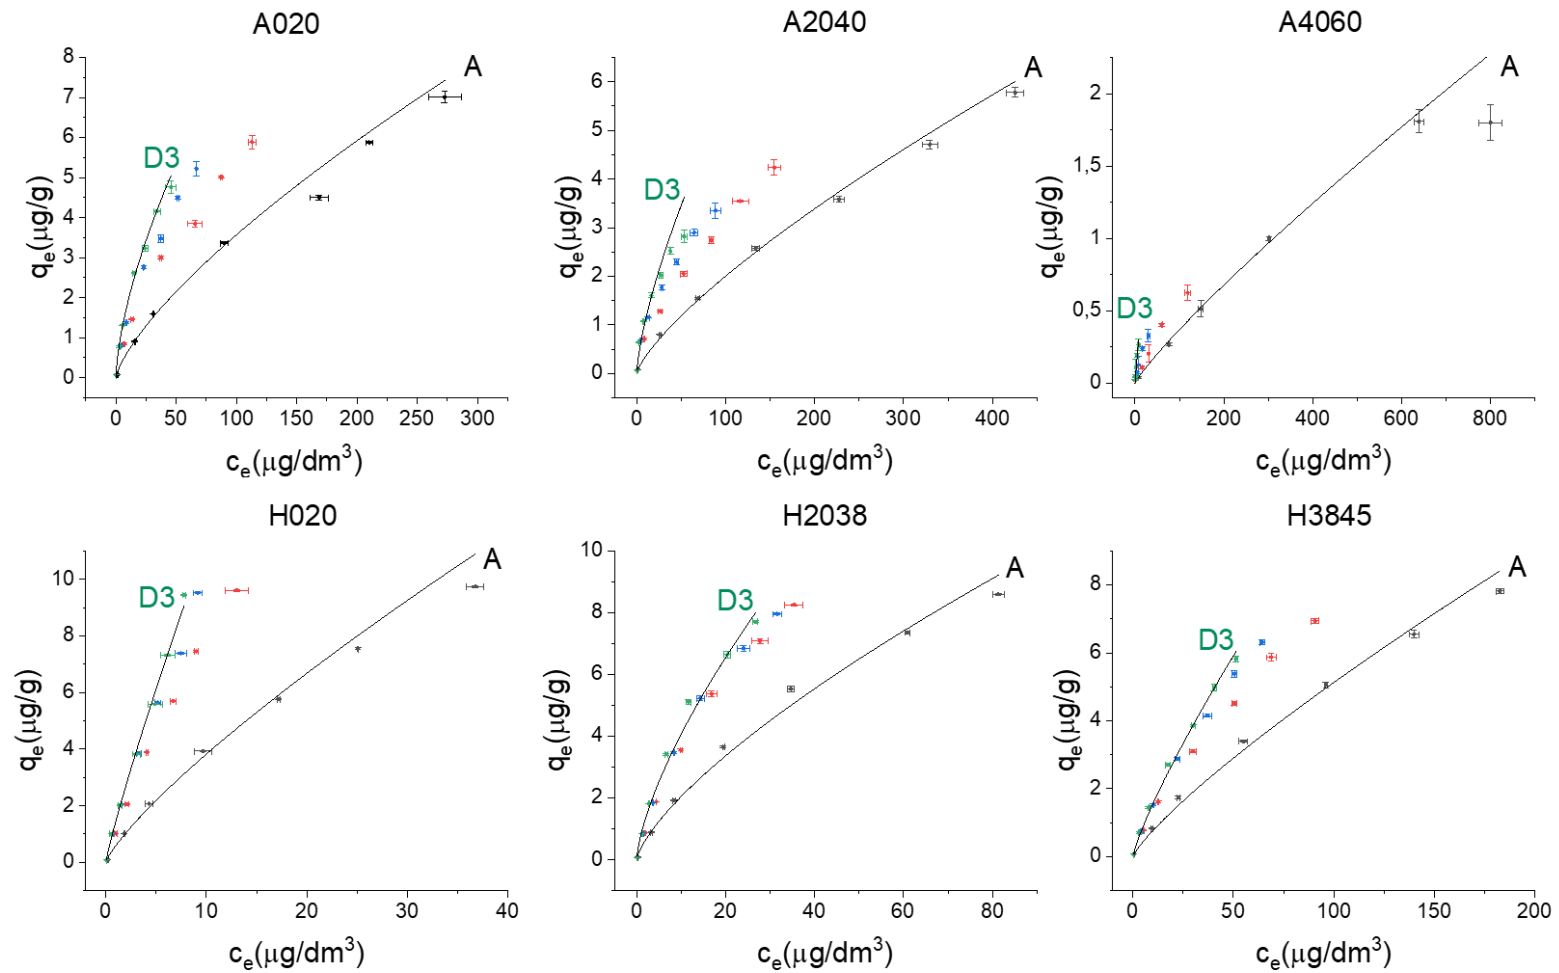 A020
8
7
6
5
4
3
2
1
0
qe(μg/g)
D3
A
0
50
100
150
200
250
300
ce(μg/dm³)
A2040
6
5
4
3
2
1
0
qe(μg/g)
D3
A
0
100
200
300
400
ce(μg/dm³)
A4060
2
1,5
1
0,5
0
qe(μg/g)
D3
A
0
200
400
600
800
ce(μg/dm³)
H020
10
8
6
4
2
0
qe(μg/g)
D3
A
0
10
20
30
40
ce(μg/dm³)
H2038
10
8
6
4
2
0
qe(μg/g)
D3
A
0
20
40
60
80
ce(μg/dm³)
H3845
8
6
4
2
0
qe(μg/g)
D3
A
0
50
100
150
200
ce(μg/dm³)